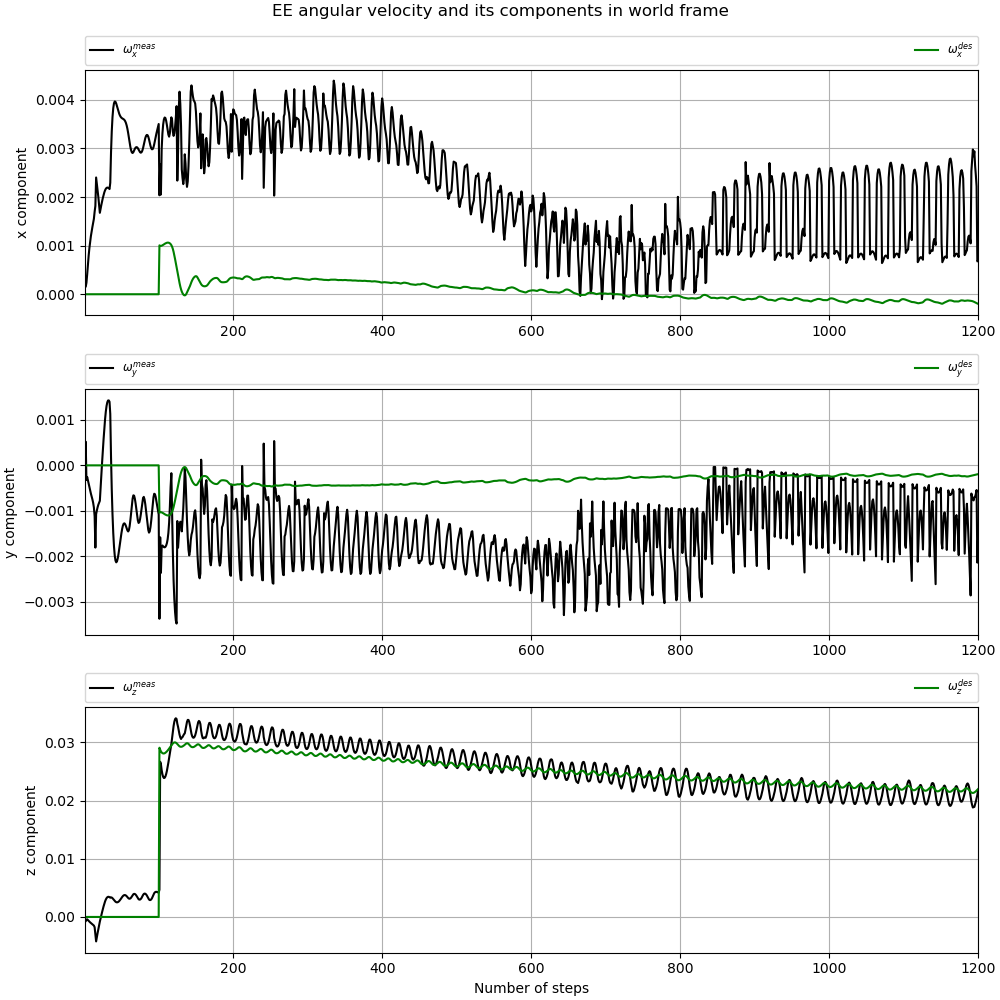 EE angular velocity and its components in world frame
ω_x^meas ω_x^des
0.004
0.003
0.002
0.001
0.000
x component
200 400 600 800 1000 1200
ω_y^meas ω_y^des
0.001
0.000
−0.001
−0.002
−0.003
y component
200 400 600 800 1000 1200
ω_z^meas ω_z^des
0.03
0.02
0.01
0.00
z component
200 400 600 800 1000 1200
Number of steps